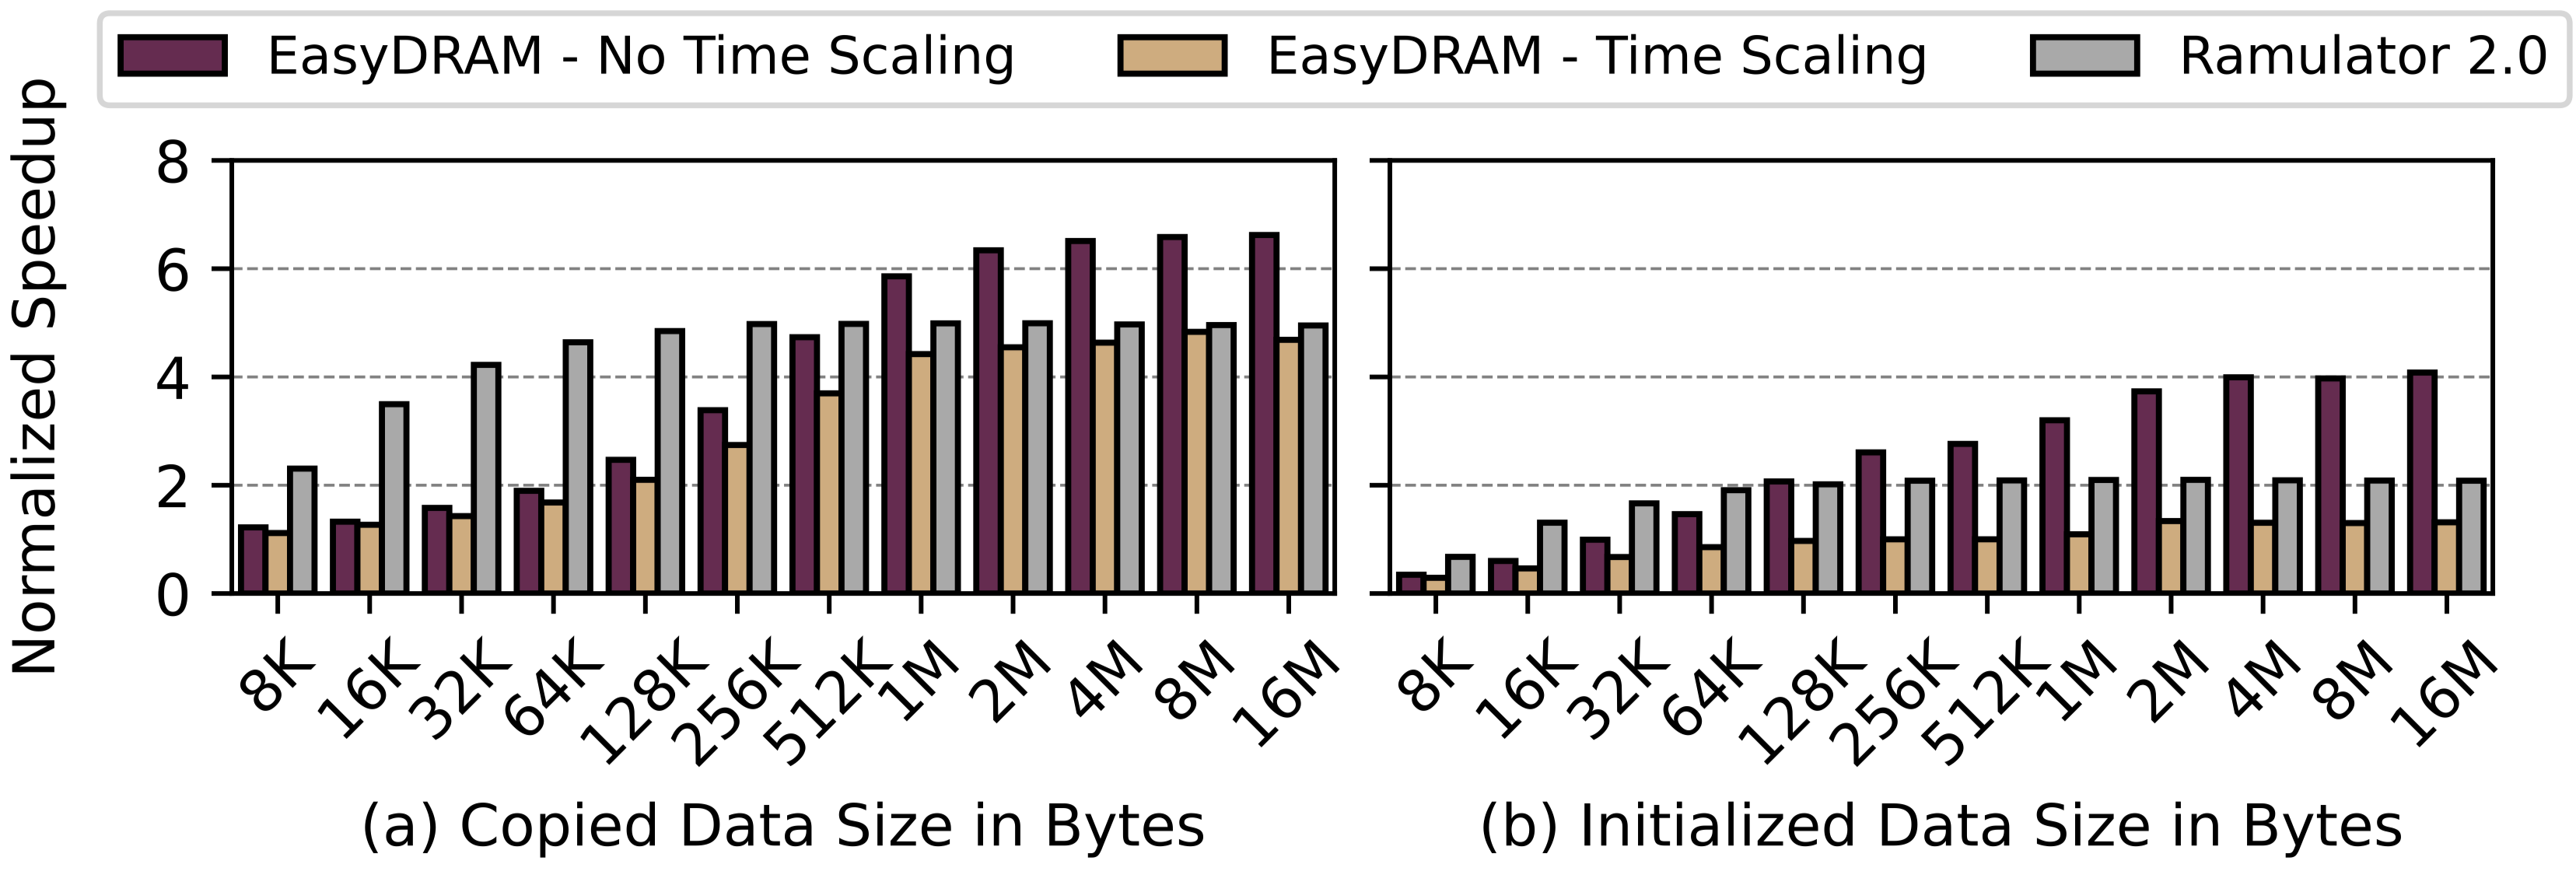 EasyDRAM - No Time Scaling EasyDRAM - Time Scaling Ramulator 2.0
Normalized Speedup
8
6
4
2
0
8K 16K 32K 64K 128K 256K 512K 1M 2M 4M 8M 16M
8K 16K 32K 64K 128K 256K 512K 1M 2M 4M 8M 16M
(a) Copied Data Size in Bytes
(b) Initialized Data Size in Bytes